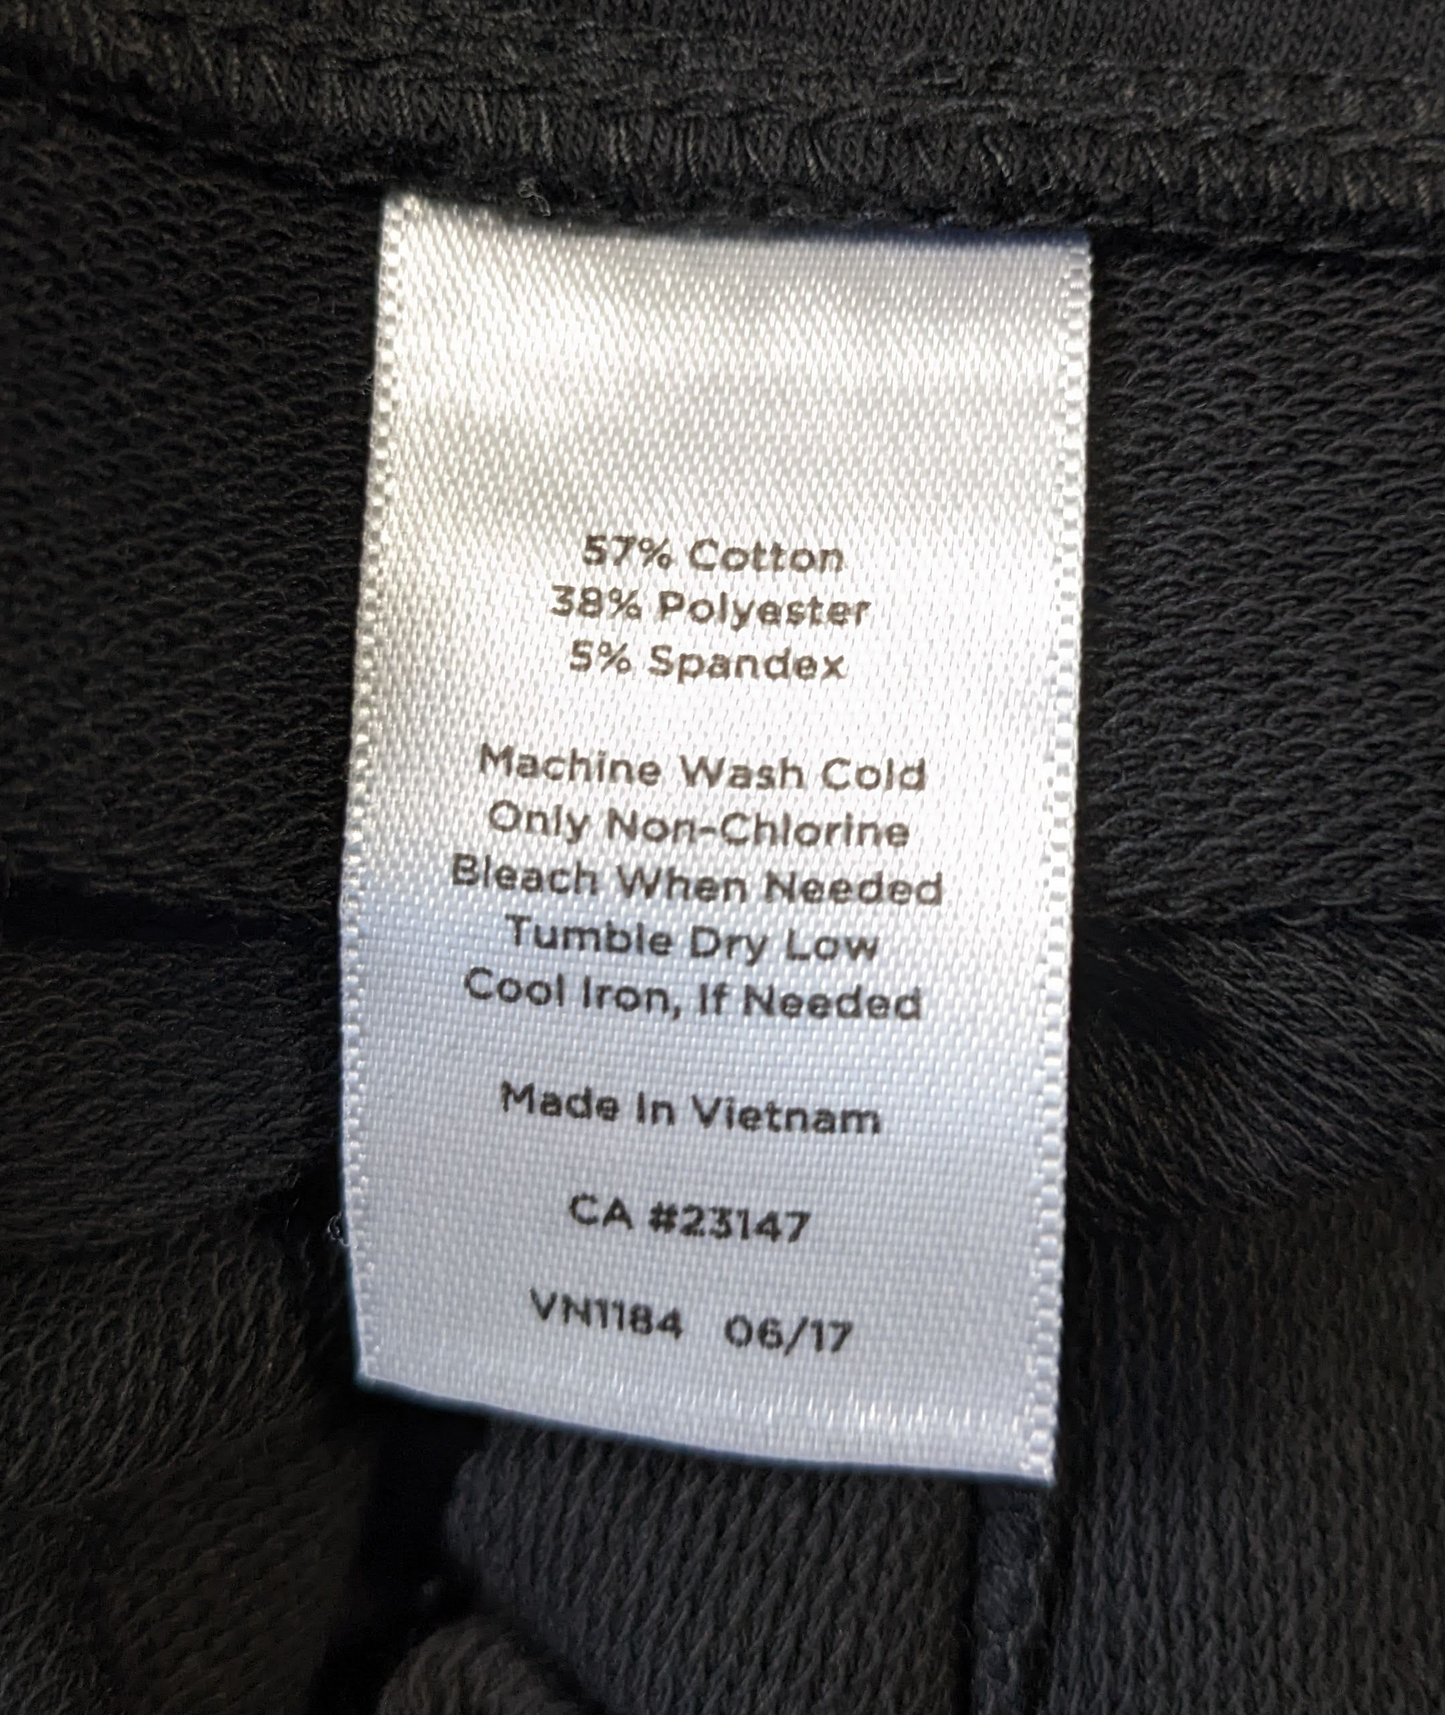 57% Cotton
38% Polyester
5% Spandex
Machine Wash Cold
Only Non-Chlorine
Bleach When Needed
Tumble Dry Low
Cool Iron, If Needed
Made In Vietnam
CA #23147
VN1184 06/17